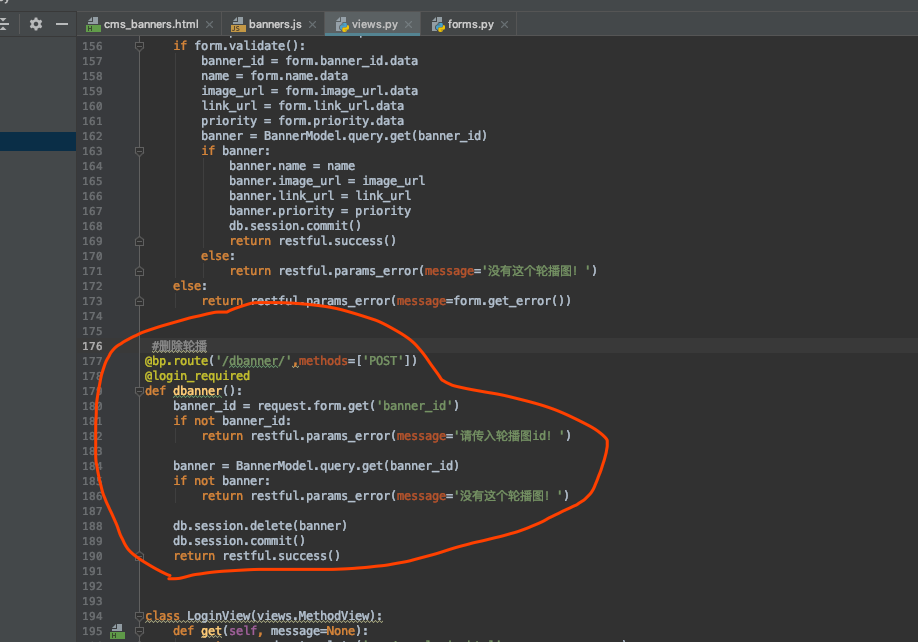 cms_banners.html × banners.js × views.py × forms.py ×
156 if form.validate():
157 banner_id = form.banner_id.data
158 name = form.name.data
159 image_url = form.image_url.data
160 link_url = form.link_url.data
161 priority = form.priority.data
162 banner = BannerModel.query.get(banner_id)
163 if banner:
164 banner.name = name
165 banner.image_url = image_url
166 banner.link_url = link_url
167 banner.priority = priority
168 db.session.commit()
169 return restful.success()
170 else:
171 return restful.params_error(message='没有这个轮播图！')
172 else:
173 return restful.params_error(message=form.get_error())
174
175
176 #删除轮播
177 @bp.route('/dbanner/',methods=['POST'])
178 @login_required
179 def dbanner():
180 banner_id = request.form.get('banner_id')
181 if not banner_id:
182 return restful.params_error(message='请传入轮播图id！')
183
184 banner = BannerModel.query.get(banner_id)
185 if not banner:
186 return restful.params_error(message='没有这个轮播图！')
187
188 db.session.delete(banner)
189 db.session.commit()
190 return restful.success()
191
192
193
194 class LoginView(views.MethodView):
195 def get(self, message=None):